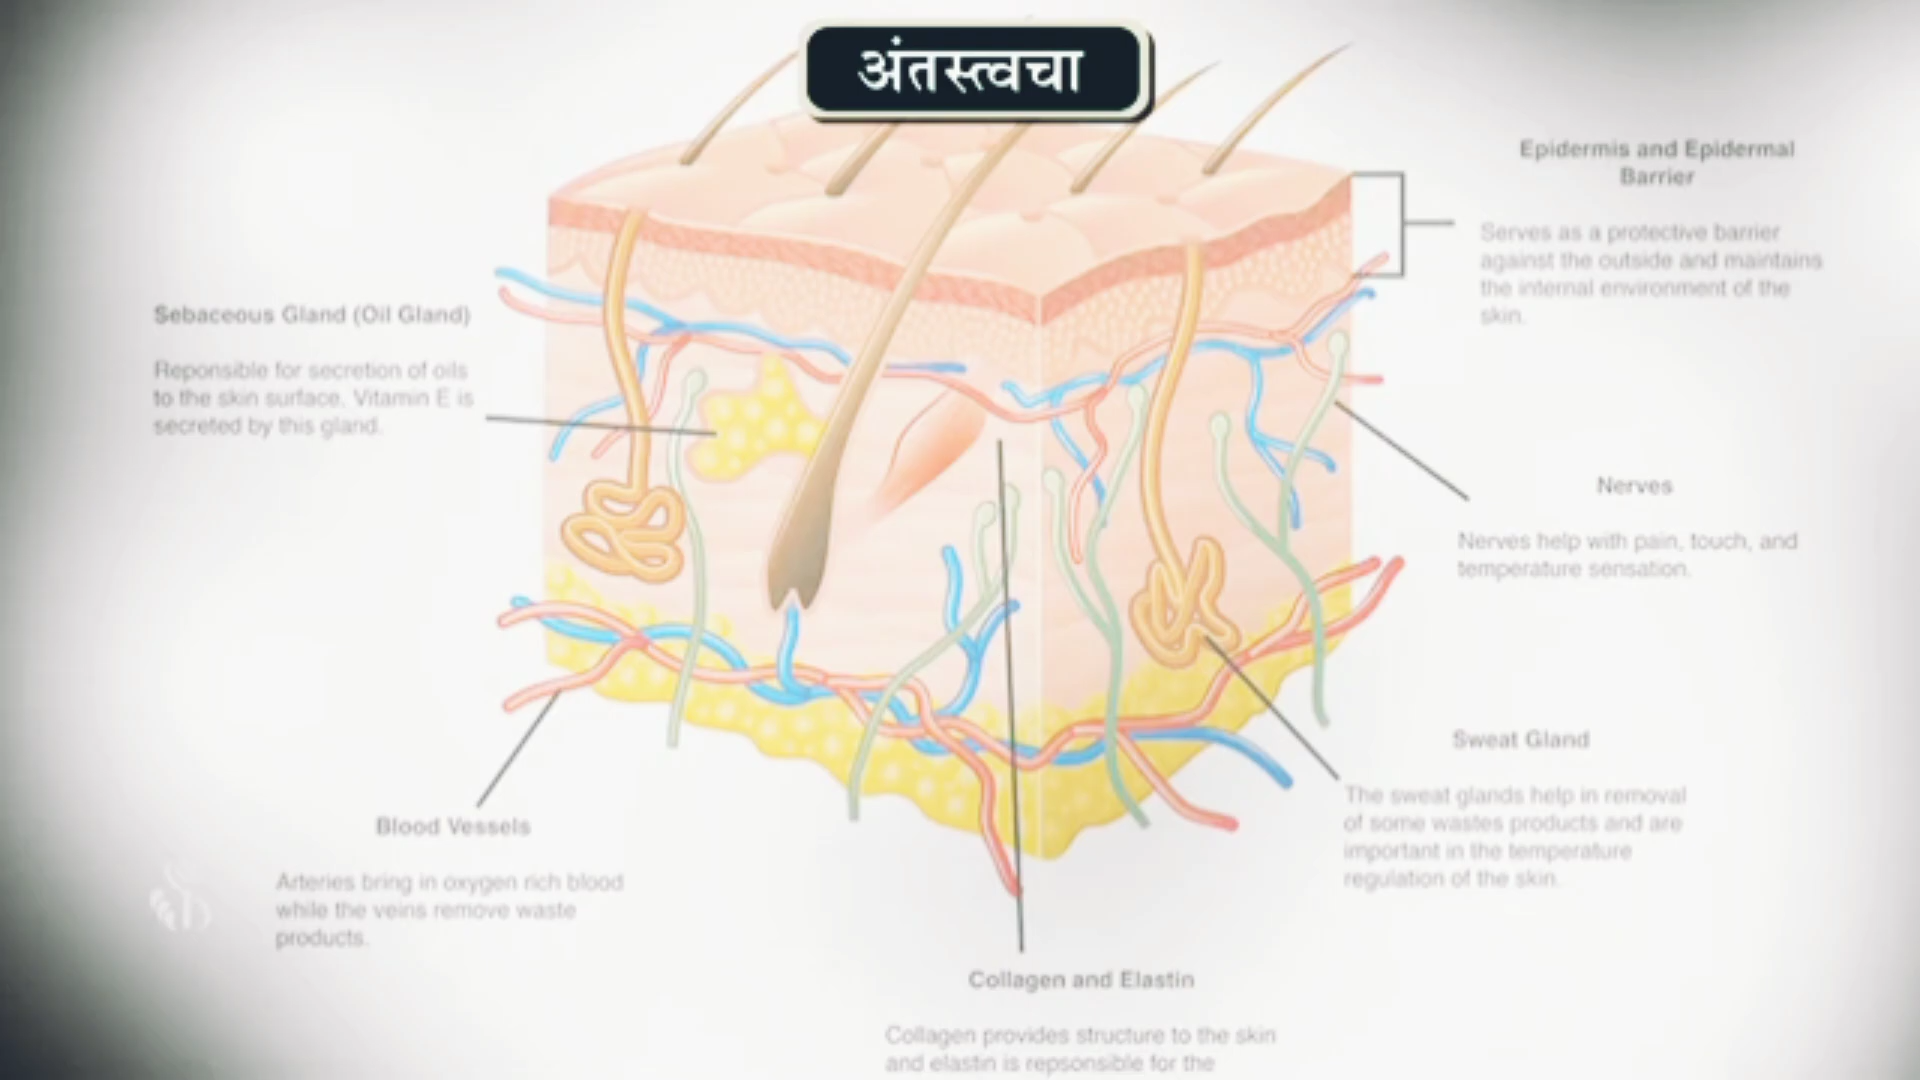 अंतस्त्वचा
Epidermis and Epidermal
Barrier
Serves as a protective barrier
against the outside and maintains
the internal environment of the
skin.
Sebaceous Gland (Oil Gland)
Reponsible for secretion of oils
to the skin surface. Vitamin E is
secreted by this gland.
Nerves
Nerves help with pain, touch, and
temperature sensation.
Sweat Gland
The sweat glands help in removal
of some wastes products and are
important in the temperature
regulation of the skin.
Blood Vessels
Arteries bring in oxygen rich blood
while the veins remove waste
products.
Collagen and Elastin
Collagen provides structure to the skin
and elastin is repsonsible for the